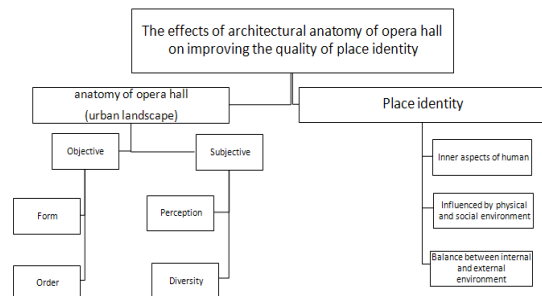 The effects of architectural anatomy of opera hall
on improving the quality of place identity
anatomy of opera hall
(urban landscape)
Place identity
Objective
Subjective
Inner aspects of human
Form
Perception
Influenced by physical
and social environment
Order
Diversity
Balance between internal
and external
environment